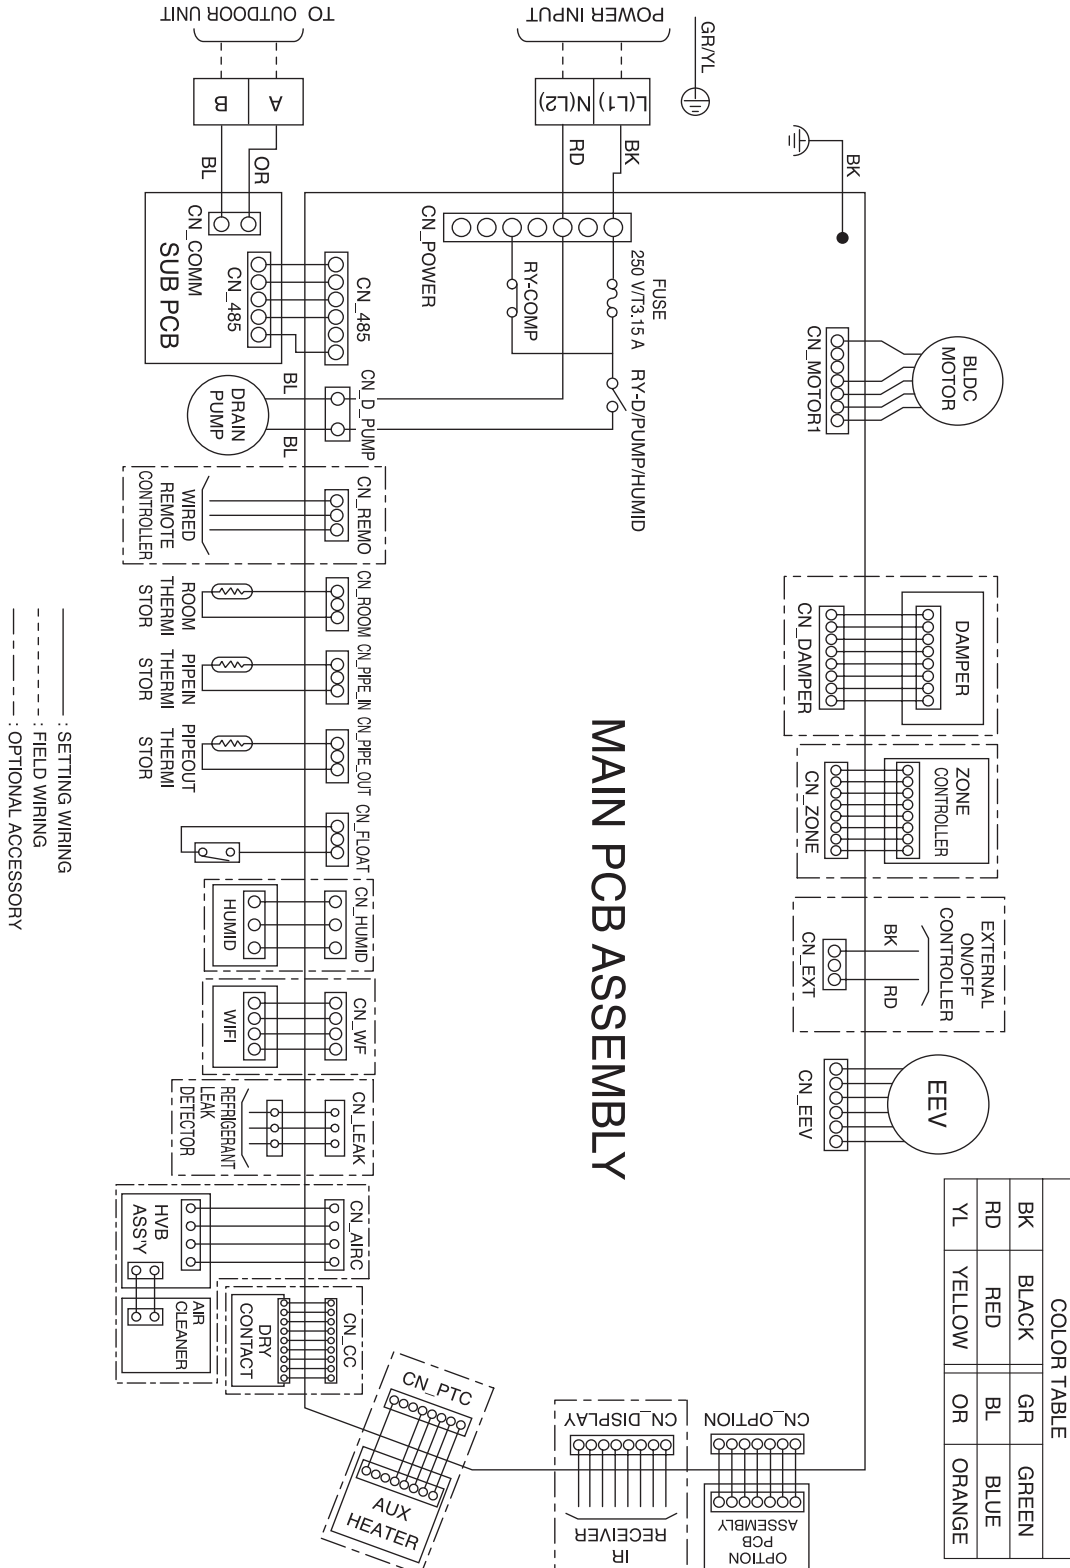 TO OUTDOOR UNIT
B
A
BL
OR
CN_COMM
SUB PCB
CN_485
CN_485
POWER INPUT
L(L1)
N(L2)
GR/YL
RD
BK
BK
CN_POWER
RY-COMP
FUSE
250 V/T3.15 A
RY-D/PUMP/HUMID
BLDC
MOTOR
CN_MOTOR1
CN_D_PUMP
BL
BL
DRAIN
PUMP
CN_REMO
WIRED
REMOTE
CONTROLLER
CN_ROOM
ROOM
THERMI
STOR
CN_PIPE_IN
PIPEIN
THERMI
STOR
CN_PIPE_OUT
PIPEOUT
THERMI
STOR
CN_FLOAT
CN_HUMID
HUMID
CN_WF
WIFI
CN_LEAK
REFRIGERANT
LEAK
DETECTOR
CN_AIRC
HVB
ASS'Y
AIR
CLEANER
CN_CC
DRY
CONTACT
CN_PTC
AUX
HEATER
CN_DISPLAY
IR
RECEIVER
CN_OPTION
OPTION
PCB
ASSEMBLY
MAIN PCB ASSEMBLY
DAMPER
CN_DAMPER
ZONE
CONTROLLER
CN_ZONE
EXTERNAL
ON/OFF
CONTROLLER
BK
RD
CN_EXT
EEV
CN_EEV
COLOR TABLE
BK BLACK GR GREEN
RD RED BL BLUE
YL YELLOW OR ORANGE
: SETTING WIRING
: FIELD WIRING
: OPTIONAL ACCESSORY